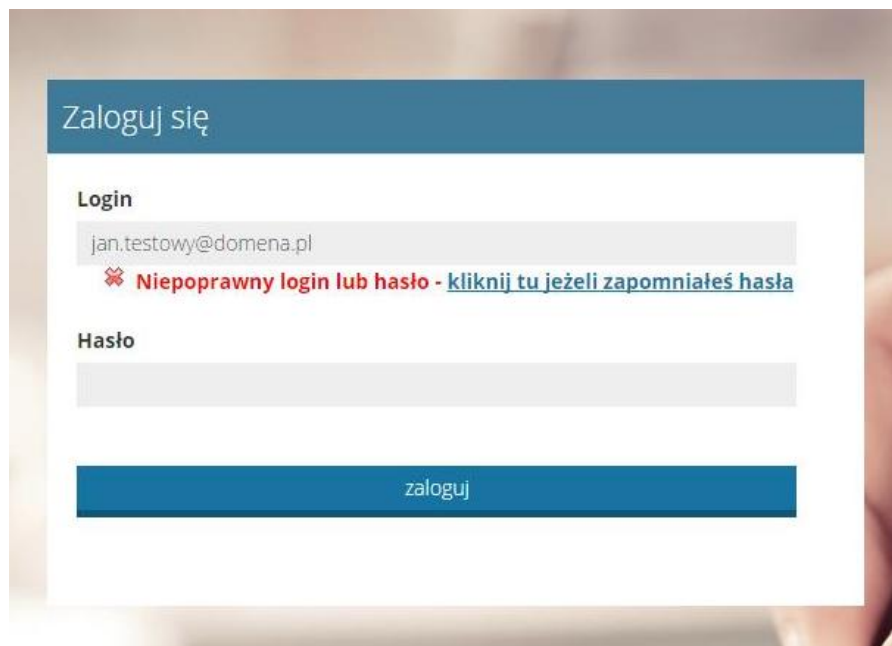 Zaloguj się
Login
jan.testowy@domena.pl
Niepoprawny login lub hasło - kliknij tu jeżeli zapomniałeś hasła
Hasło
zaloguj